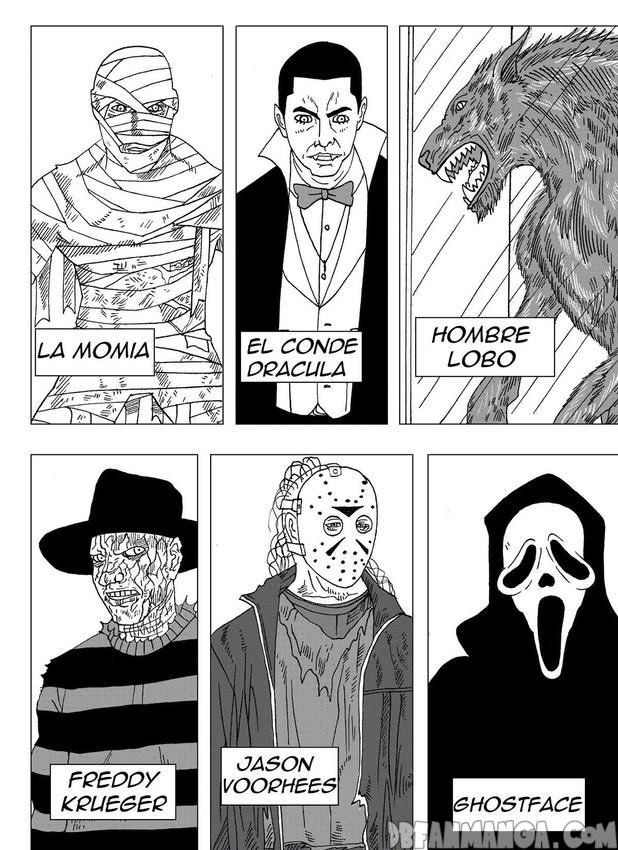 LA MOMIA
EL CONDE
DRACULA
HOMBRE
LOBO
FREDDY
KRUEGER
JASON
VOORHEES
GHOSTFACE
DBFANMANGA.COM